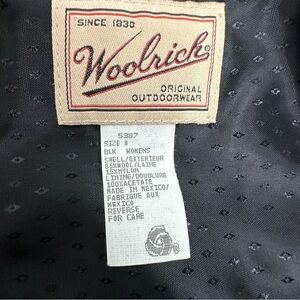 SINCE 1830
Woolrich®
ORIGINAL
OUTDOORWEAR
5387
SIZE 8
BLK WOMENS
SHELL/EXTERIEUR
85%WOOL/LAINE
15%NYLON
LINING/DOUBLURE
100%ACETATE
MADE IN MEXICO/
FABRIQUE AUX
MEXICO
REVERSE
FOR CARE
®